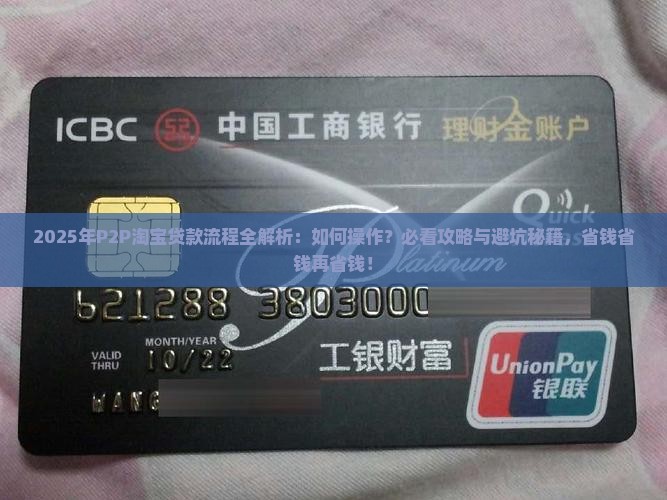 ICBC 中国工商银行 理财金账户
Quick
2025年P2P淘宝贷款流程全解析：如何操作？必看攻略与避坑秘籍，省钱省
钱再省钱！
Platinum
621288 3803000
MONTH/YEAR
VALID
THRU
10/22
工银财富
UnionPay
银联
WANG